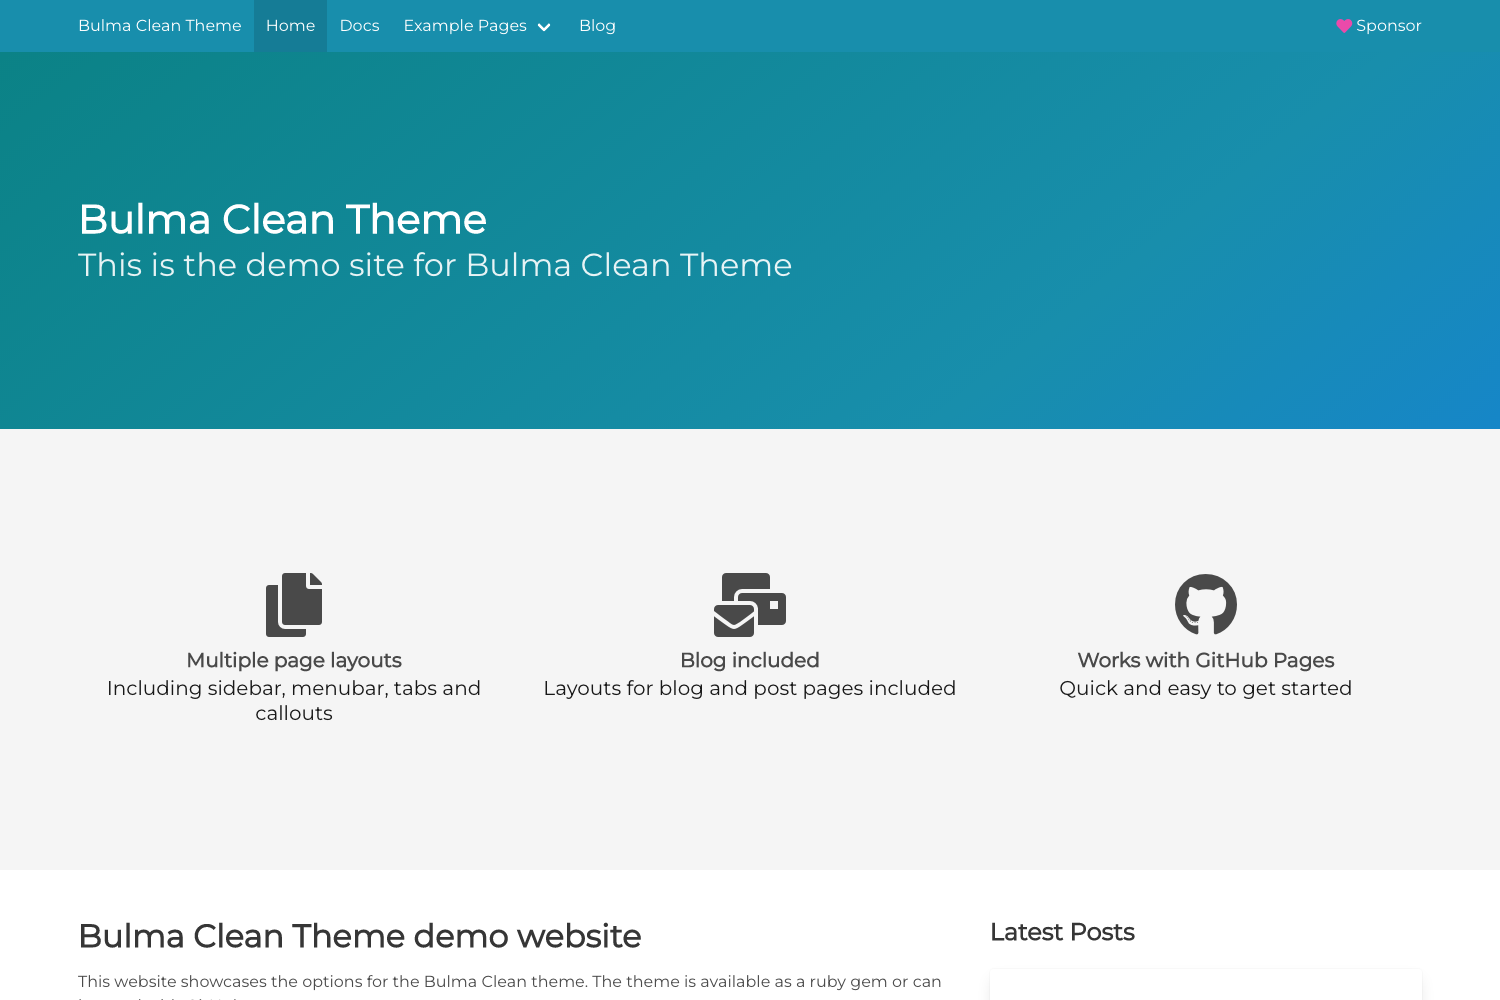 Bulma Clean Theme
Home
Docs
Example Pages
Blog
Sponsor
Bulma Clean Theme
This is the demo site for Bulma Clean Theme
Multiple page layouts
Including sidebar, menubar, tabs and
callouts
Blog included
Layouts for blog and post pages included
Works with GitHub Pages
Quick and easy to get started
Bulma Clean Theme demo website
This website showcases the options for the Bulma Clean theme. The theme is available as a ruby gem or can
Latest Posts